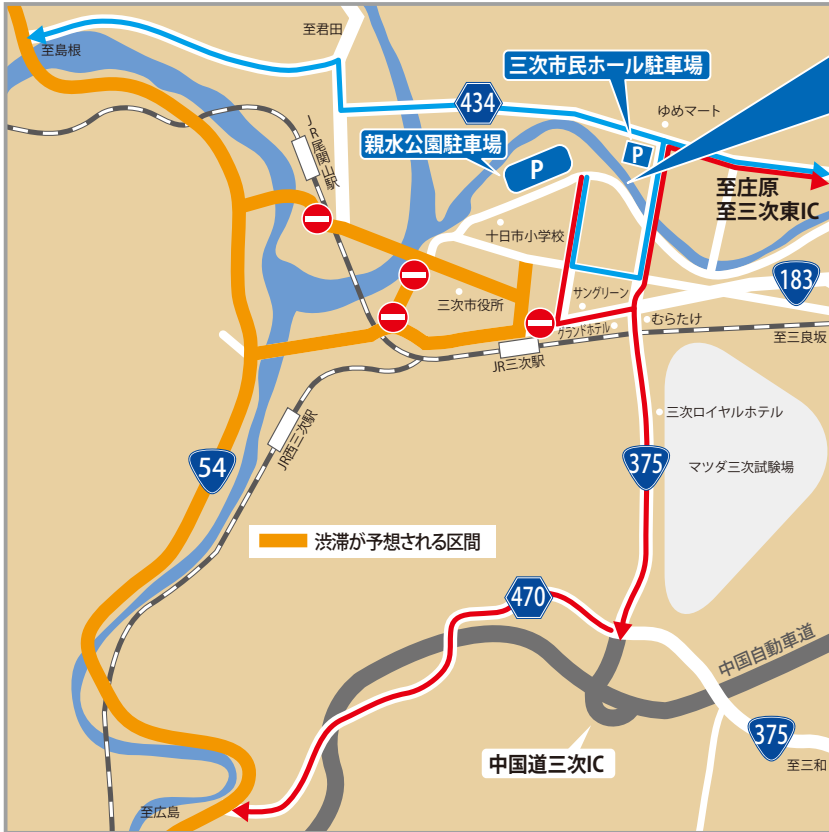 至君田
至島根
三次市民ホール駐車場
434
ゆめマート
JR尾関山駅
親水公園駐車場
P
P
至庄原
至三次東IC
十日市小学校
183
三次市役所
サングリーン
グランドホテル
むらたけ
至三良坂
JR三次駅
三次ロイヤルホテル
JR西三次駅
54
375
マツダ三次試験場
渋滞が予想される区間
470
中国自動車道
375
中国道三次IC
至三和
至広島